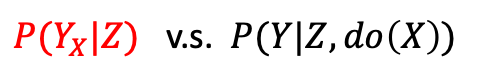 P(Y_X|Z) v.s. P(Y|Z, do(X))